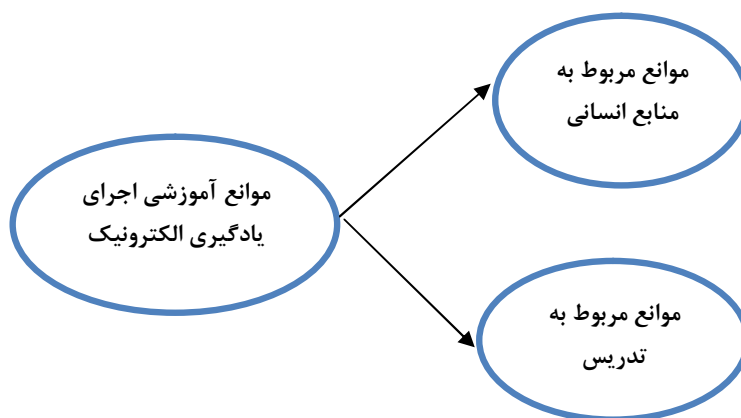 موانع مربوط به
منابع انسانی
موانع آموزشی اجرای
یادگیری الکترونیک
موانع مربوط به
تدریس